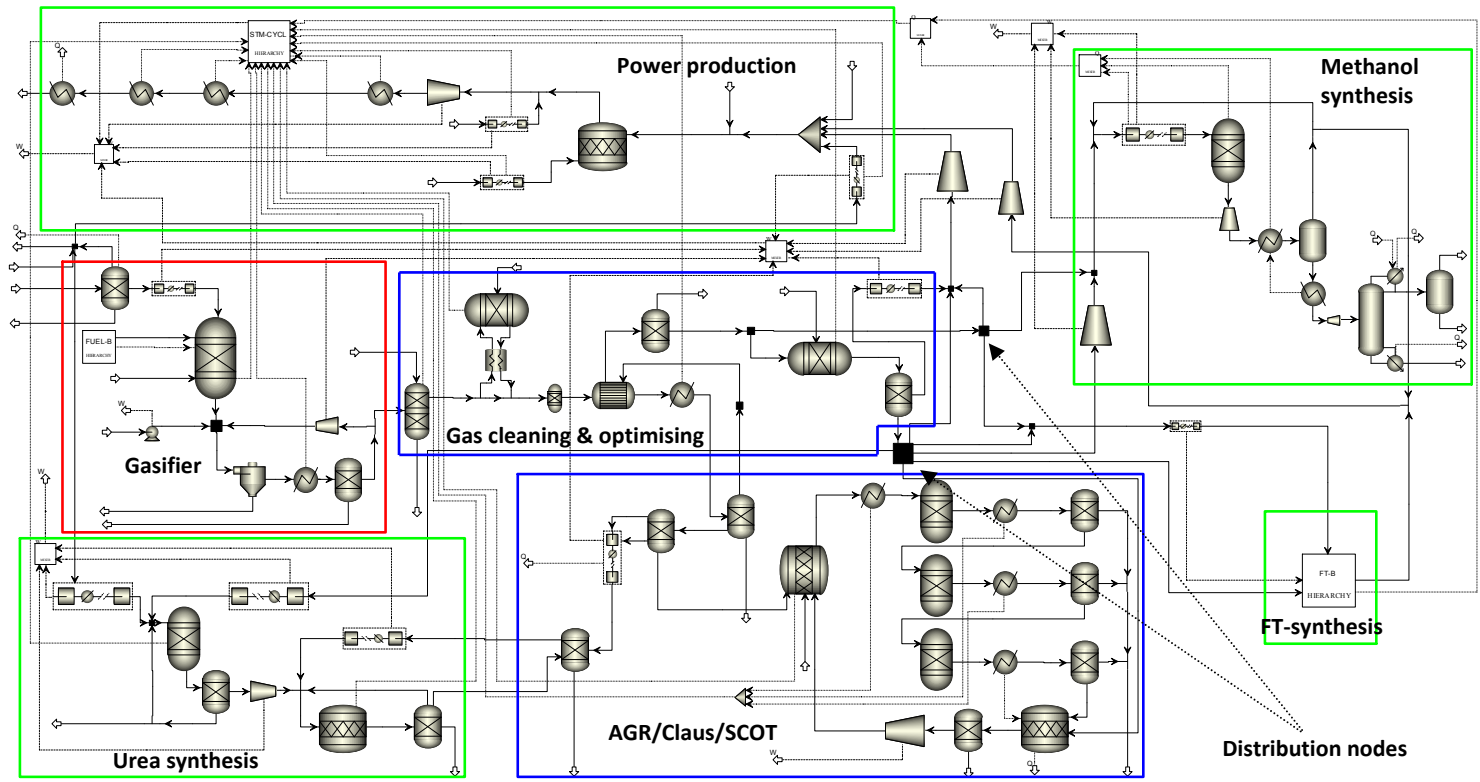 STM-CYCL
HIERARCHY
Power production
Methanol
synthesis
Q
W
Q
W
Q
W
Q
Q
Q
FUEL-B
HIERARCHY
W
Gasifier
Gas cleaning & optimising
W
Q
FT-B
HIERARCHY
FT-synthesis
Urea synthesis
AGR/Claus/SCOT
W
Q
Distribution nodes